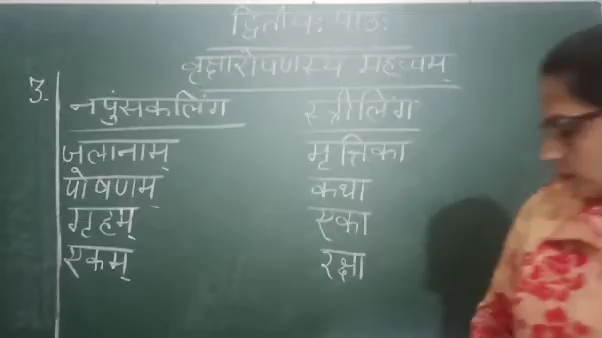 द्वितीयः पाठः
वृक्षारोपणस्य महत्वम्
3. नपुंसकलिंग स्त्रीलिंग
जलानाम् मृत्तिका
पोषणम् कथा
गृहम् एका
एकम् रक्षा